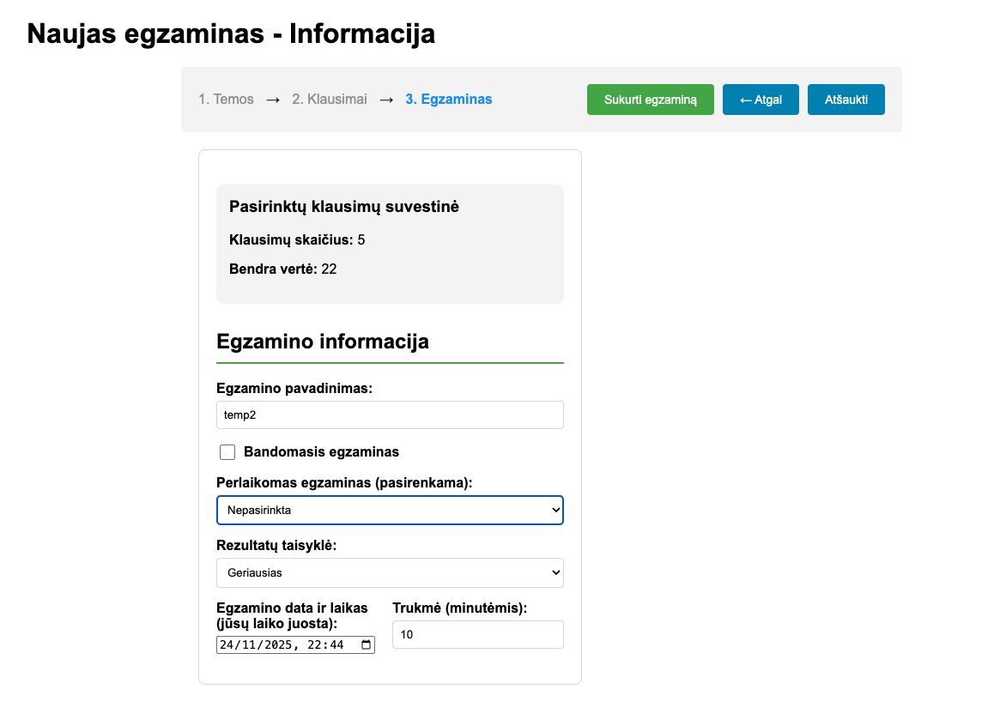 Naujas egzaminas - Informacija
1. Temos → 2. Klausimai → 3. Egzaminas Sukurti egzaminą ← Atgal Atšaukti
Pasirinktų klausimų suvestinė
Klausimų skaičius: 5
Bendra vertė: 22
Egzamino informacija
Egzamino pavadinimas:
temp2
Bandomasis egzaminas
Perlaikomas egzaminas (pasirenkama):
Nepasirinkta
Rezultatų taisyklė:
Geriausias
Egzamino data ir laikas
(jūsų laiko juosta):
24/11/2025, 22:44
Trukmė (minutėmis):
10